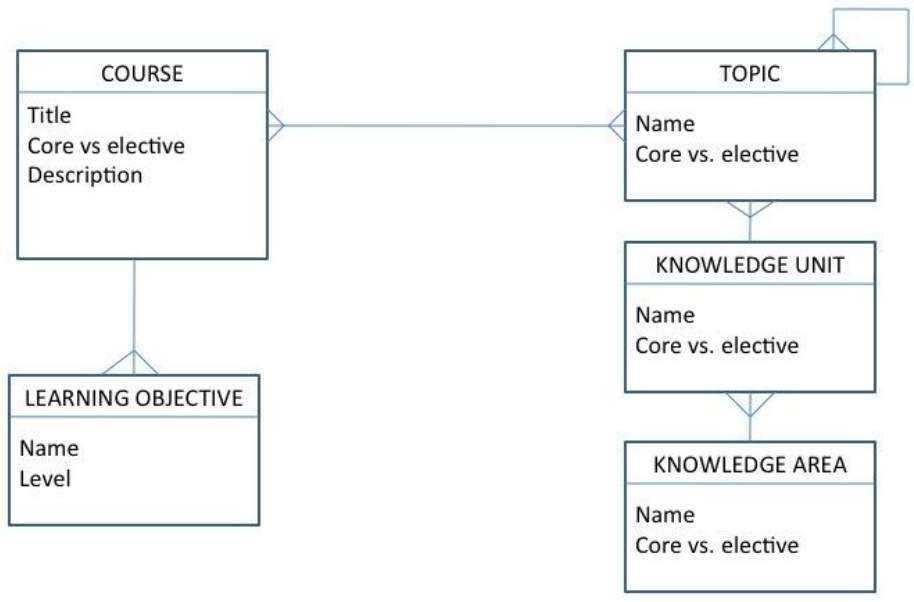 COURSE
Title
Core vs elective
Description
TOPIC
Name
Core vs. elective
KNOWLEDGE UNIT
Name
Core vs. elective
LEARNING OBJECTIVE
Name
Level
KNOWLEDGE AREA
Name
Core vs. elective